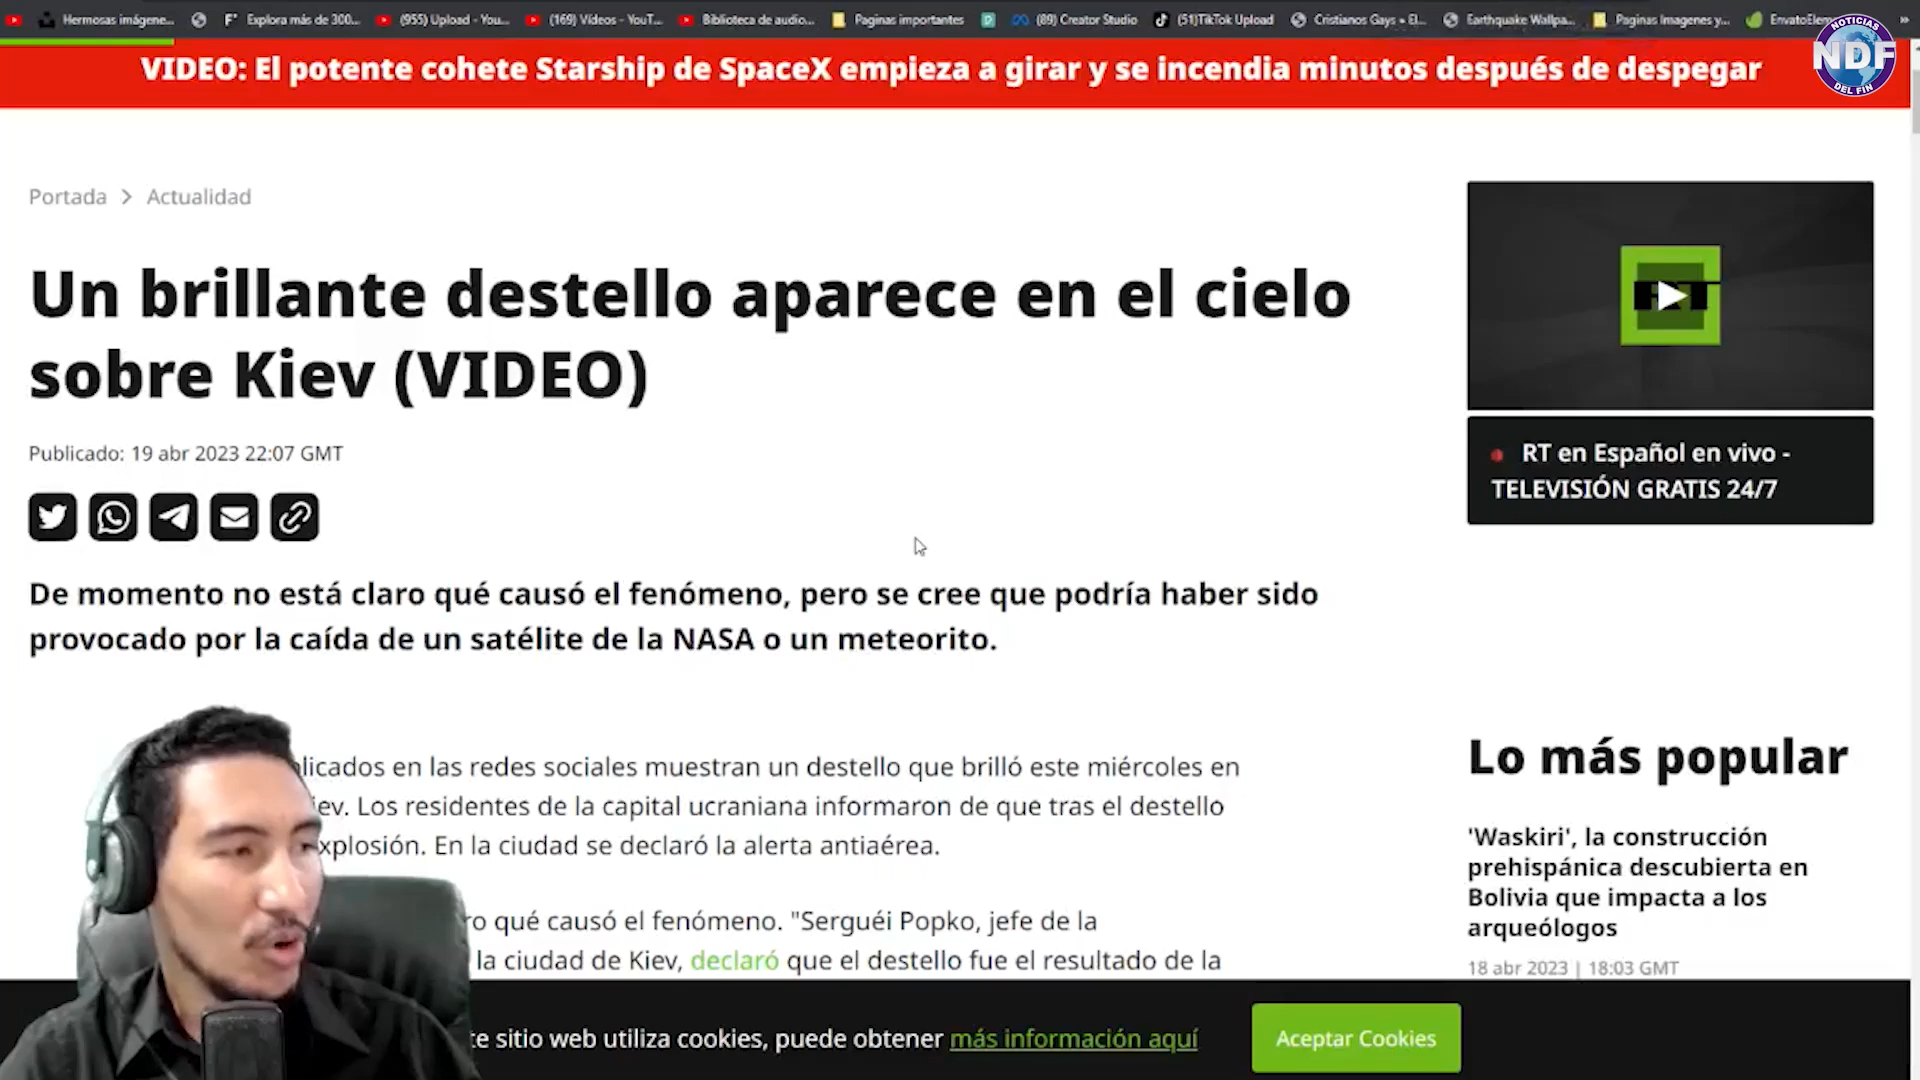 Hermosas imágene...
Explora más de 300...
(955) Upload - You...
(169) Vídeos - YouT...
Biblioteca de audio...
Paginas importantes
(89) Creator Studio
(51)TikTok Upload
Cristianos Gays • El...
Earthquake Wallpa...
Paginas Imagenes y...
EnvatoElem
NOTICIAS
NDF
DEL FIN
VIDEO: El potente cohete Starship de SpaceX empieza a girar y se incendia minutos después de despegar
Portada > Actualidad
Un brillante destello aparece en el cielo
sobre Kiev (VIDEO)
Publicado: 19 abr 2023 22:07 GMT
De momento no está claro qué causó el fenómeno, pero se cree que podría haber sido
provocado por la caída de un satélite de la NASA o un meteorito.
licados en las redes sociales muestran un destello que brilló este miércoles en
iev. Los residentes de la capital ucraniana informaron de que tras el destello
xplosión. En la ciudad se declaró la alerta antiaérea.
ro qué causó el fenómeno. "Serguéi Popko, jefe de la
la ciudad de Kiev, declaró que el destello fue el resultado de la
RT en Español en vivo -
TELEVISIÓN GRATIS 24/7
Lo más popular
'Waskiri', la construcción
prehispánica descubierta en
Bolivia que impacta a los
arqueólogos
18 abr 2023 | 18:03 GMT
te sitio web utiliza cookies, puede obtener más información aquí
Aceptar Cookies